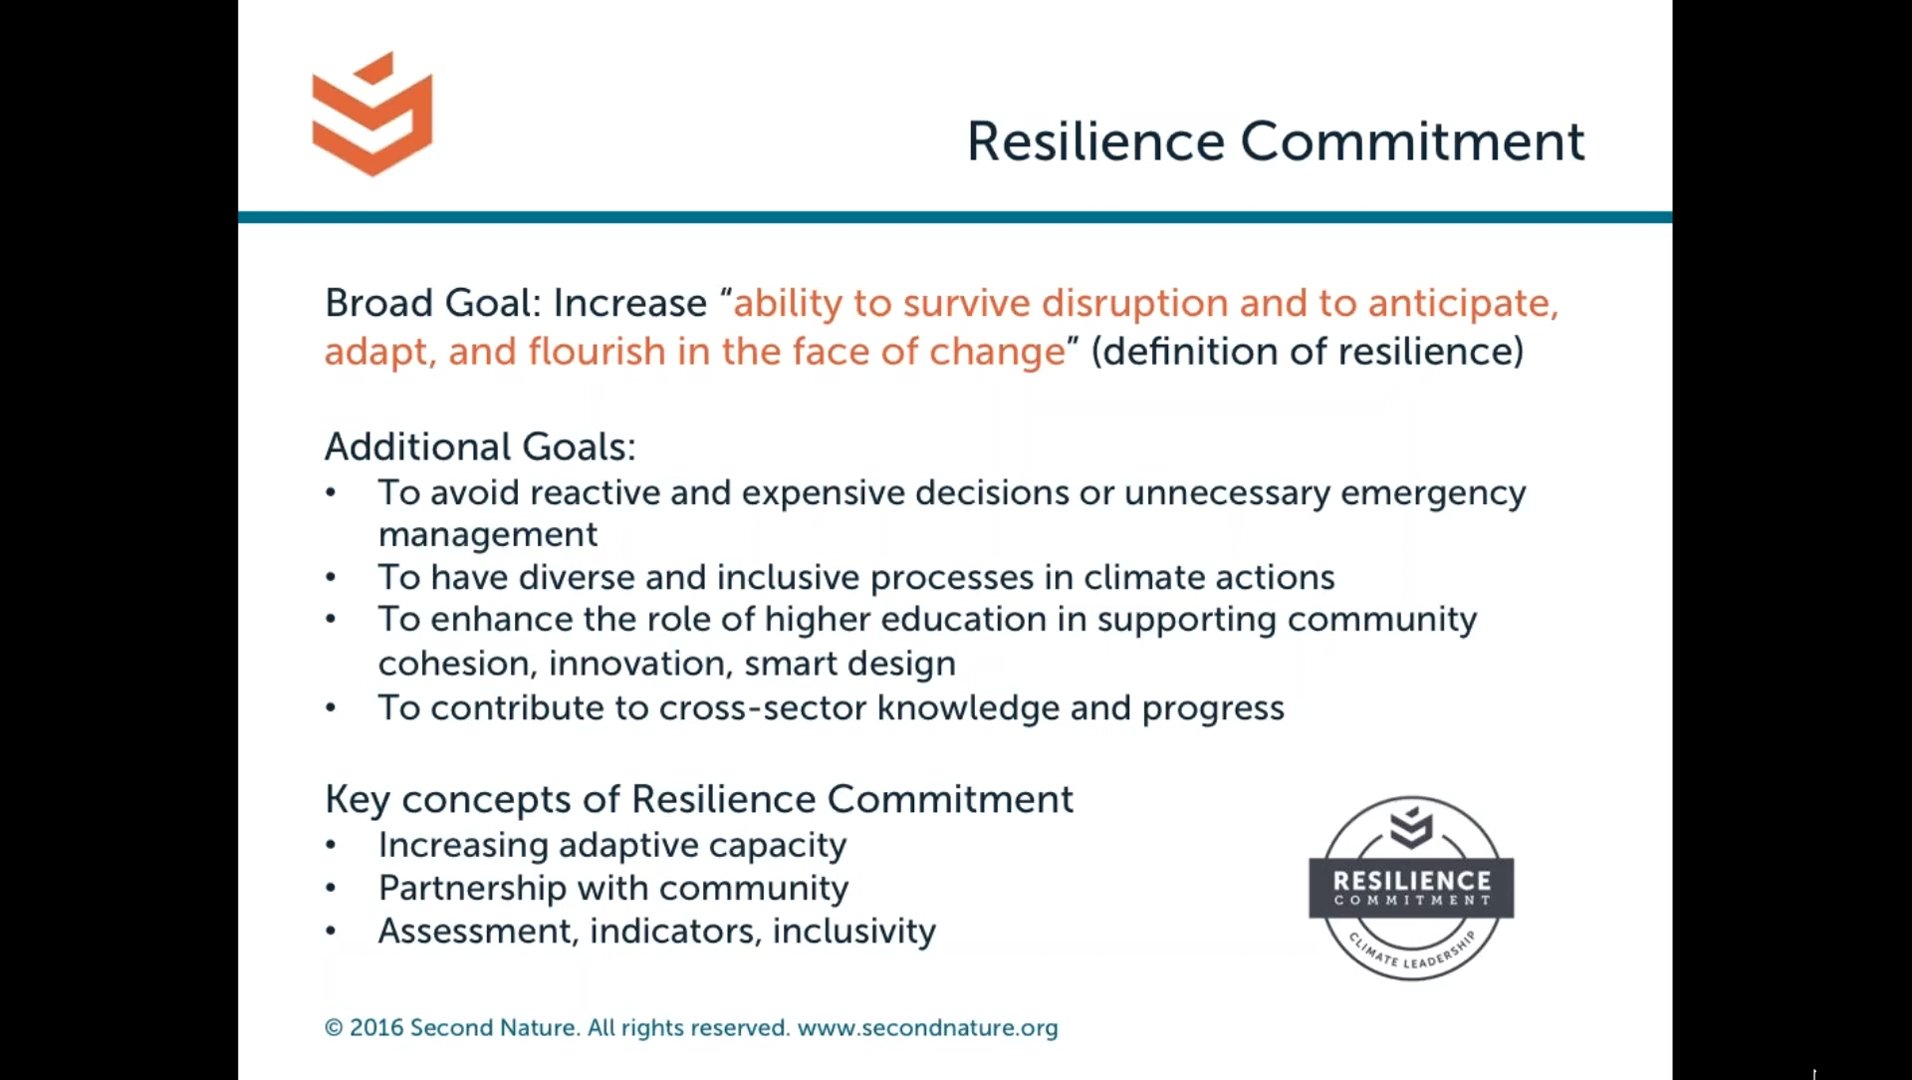 Resilience Commitment
Broad Goal: Increase “ability to survive disruption and to anticipate,
adapt, and flourish in the face of change” (definition of resilience)
Additional Goals:
• To avoid reactive and expensive decisions or unnecessary emergency
management
• To have diverse and inclusive processes in climate actions
• To enhance the role of higher education in supporting community
cohesion, innovation, smart design
• To contribute to cross-sector knowledge and progress
Key concepts of Resilience Commitment
• Increasing adaptive capacity
• Partnership with community
• Assessment, indicators, inclusivity
RESILIENCE
COMMITMENT
CLIMATE LEADERSHIP
© 2016 Second Nature. All rights reserved. www.secondnature.org